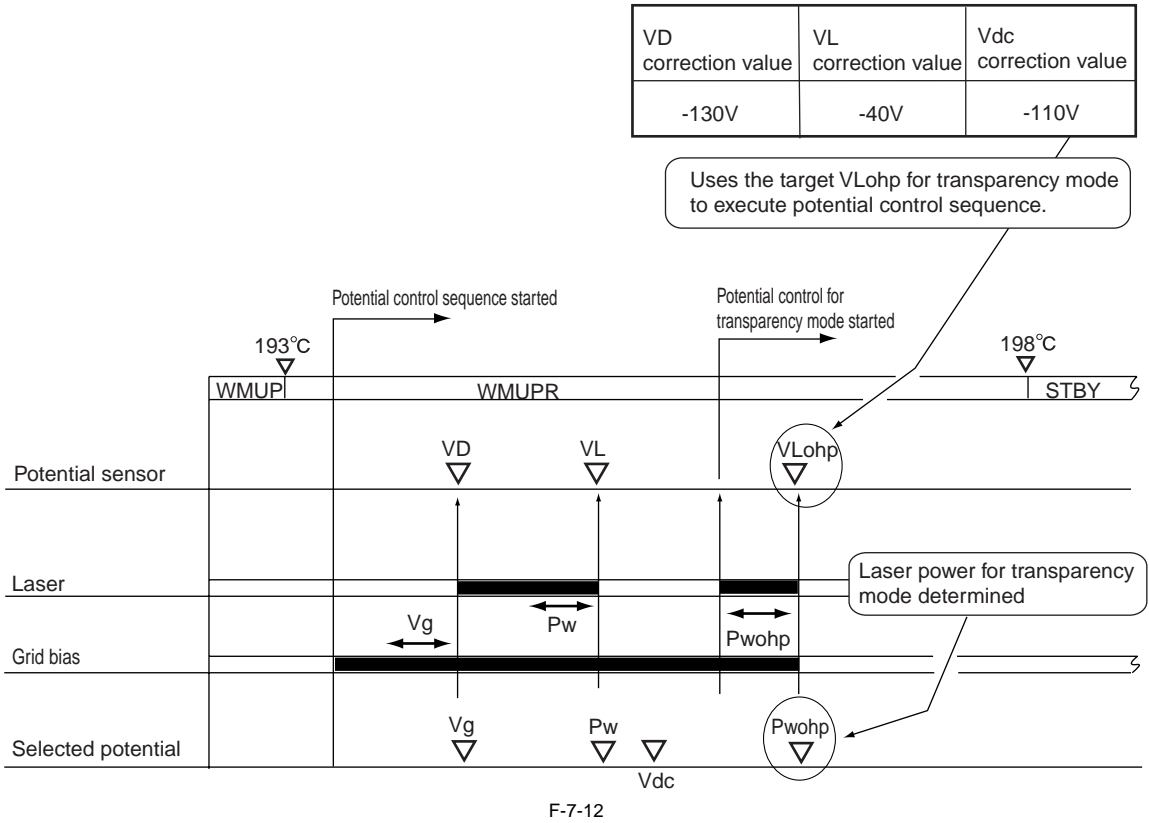 VD
correction value
VL
correction value
Vdc
correction value
-130V
-40V
-110V
Uses the target VLohp for transparency mode
to execute potential control sequence.
Potential control sequence started
Potential control for
transparency mode started
193°C
198°C
WMUP
WMUPR
STBY
VD
VL
VLohp
Potential sensor
Laser
Laser power for transparency
mode determined
Vg
Pw
Pwohp
Grid bias
Vg
Pw
Pwohp
Selected potential
Vdc
F-7-12